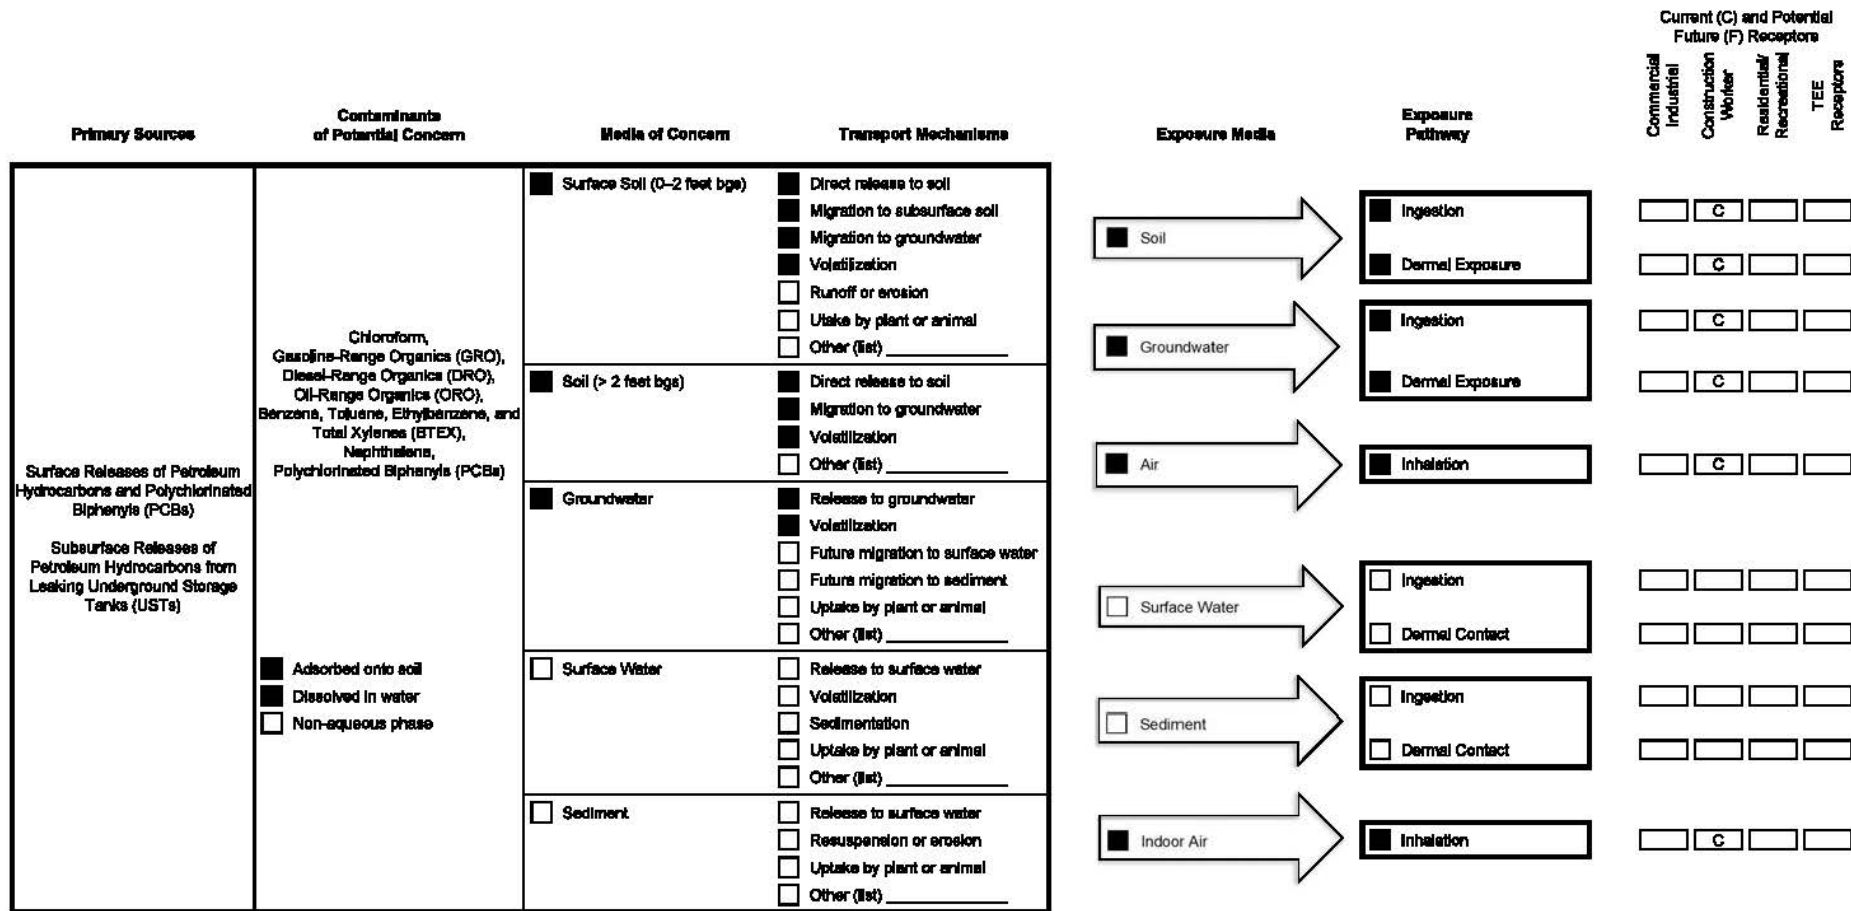 Current (C) and Potential
Future (F) Receptors
Primary Sources
Contaminants
of Potential Concern
Media of Concern
Transport Mechanisms
Exposure Media
Exposure
Pathway
Commercial
Industrial
Construction
Worker
Residential/
Recreational
TEE
Receptors
Surface Releases of Petroleum
Hydrocarbons and Polychlorinated
Biphenyls (PCBs)
Subsurface Releases of
Petroleum Hydrocarbons from
Leaking Underground Storage
Tanks (USTs)
Chloroform,
Gasoline-Range Organics (GRO),
Diesel-Range Organics (DRO),
Oil-Range Organics (ORO),
Benzene, Toluene, Ethylbenzene, and
Total Xylenes (BTEX),
Naphthalene,
Polychlorinated Biphenyls (PCBs)
Adsorbed onto soil
Dissolved in water
Non-aqueous phase
Surface Soil (0–2 feet bgs)
Direct release to soil
Migration to subsurface soil
Migration to groundwater
Volatilization
Runoff or erosion
Utake by plant or animal
Other (list)
Soil (> 2 feet bgs)
Direct release to soil
Migration to groundwater
Volatilization
Other (list)
Groundwater
Release to groundwater
Volatilization
Future migration to surface water
Future migration to sediment
Uptake by plant or animal
Other (list)
Surface Water
Release to surface water
Volatilization
Sedimentation
Uptake by plant or animal
Other (list)
Sediment
Release to surface water
Resuspension or erosion
Uptake by plant or animal
Other (list)
Soil
Ingestion
C
Dermal Exposure
C
Groundwater
Ingestion
C
Dermal Exposure
C
Air
Inhalation
C
Surface Water
Ingestion
Dermal Contact
Sediment
Ingestion
Dermal Contact
Indoor Air
Inhalation
C